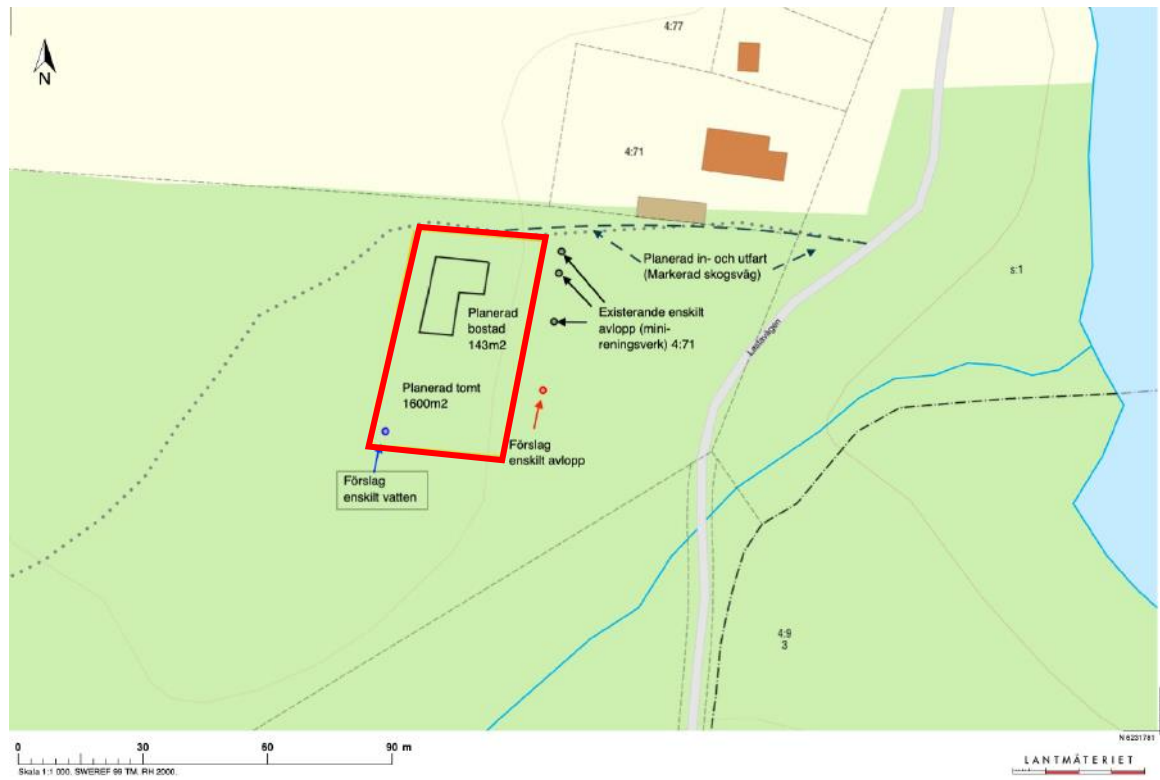 4:77
N
4:71
Planerad in- och utfart
(Markerad skogsväg)
s:1
Planerad
bostad
143m2
Existerande enskilt
avlopp (mini-
reningsverk) 4:71
Lastavägen
Planerad tomt
1600m2
Förslag
enskilt avlopp
Förslag
enskilt vatten
4:9
3
N 6231781
0 30 60 90 m
Skala 1:1 000. SWEREF 99 TM. RH 2000.
LANTMÄTERIET